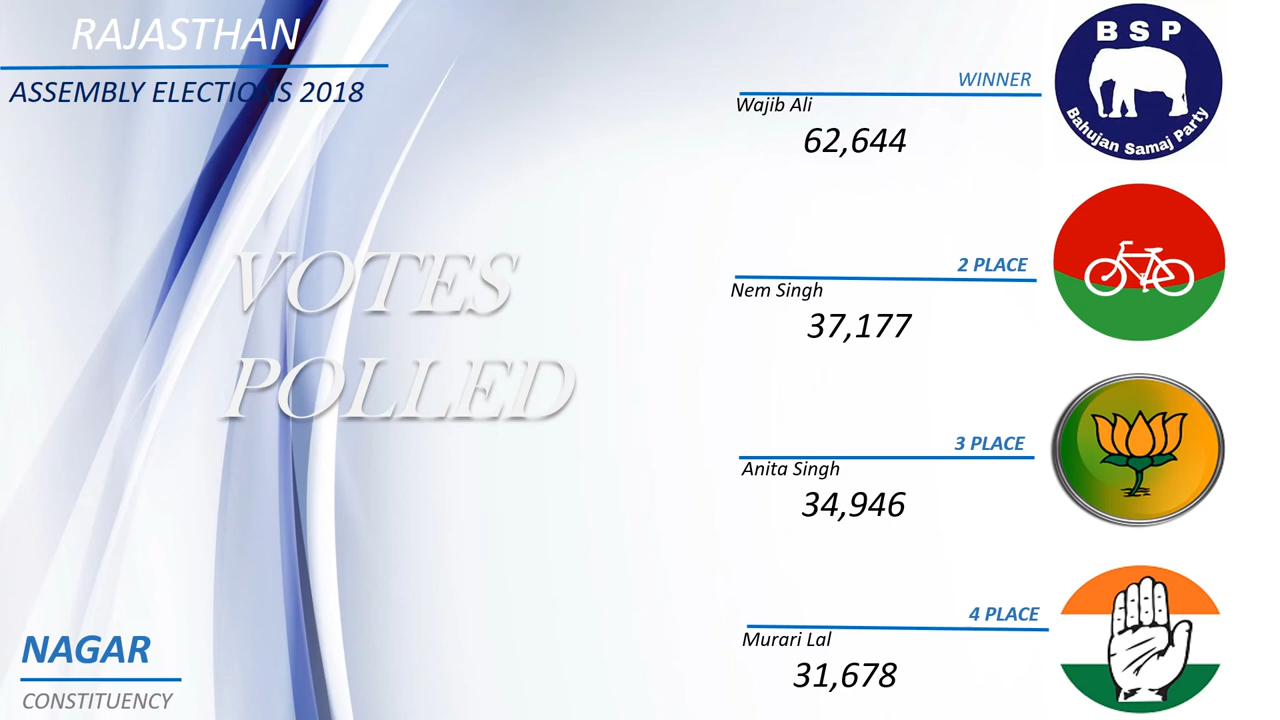 RAJASTHAN
ASSEMBLY ELECTIONS 2018
VOTES
POLLED
NAGAR
CONSTITUENCY
WINNER
Wajib Ali
62,644
BSP
Bahujan Samaj Party
2 PLACE
Nem Singh
37,177
3 PLACE
Anita Singh
34,946
4 PLACE
Murari Lal
31,678